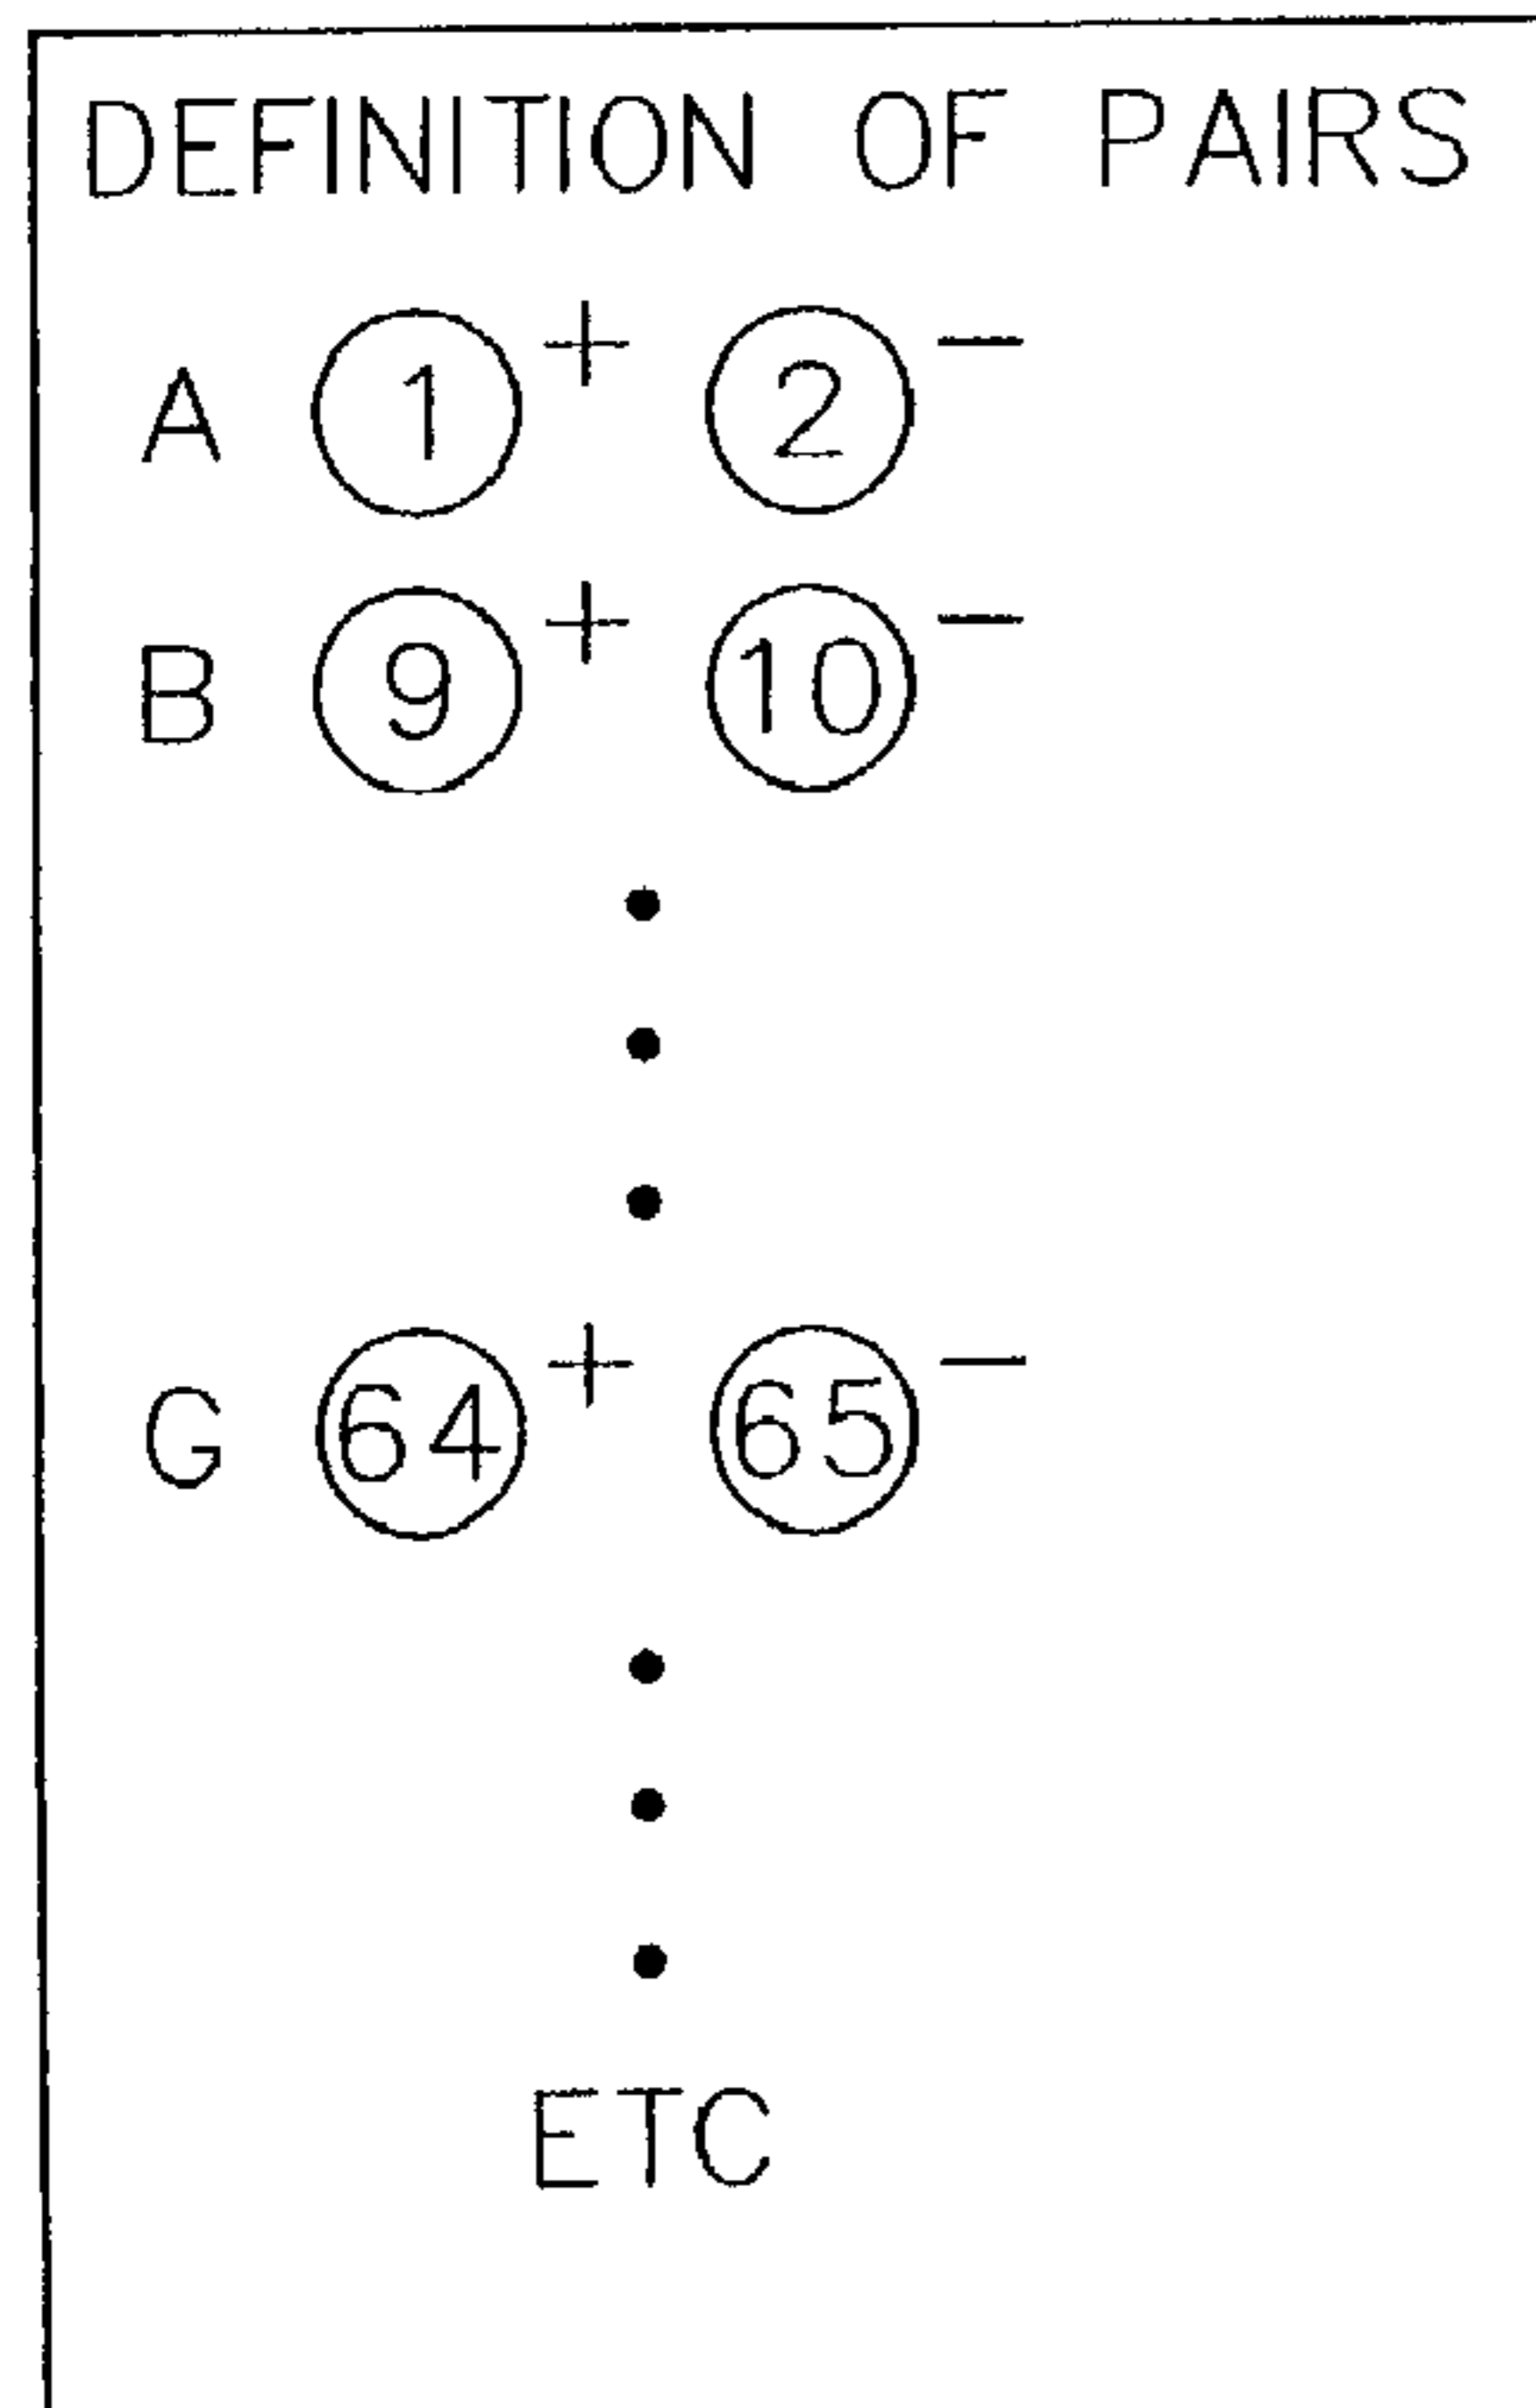 DEFINITION OF PAIRS
A 1 + 2 -
B 9 + 10 -
G 64 + 65 -
ETC